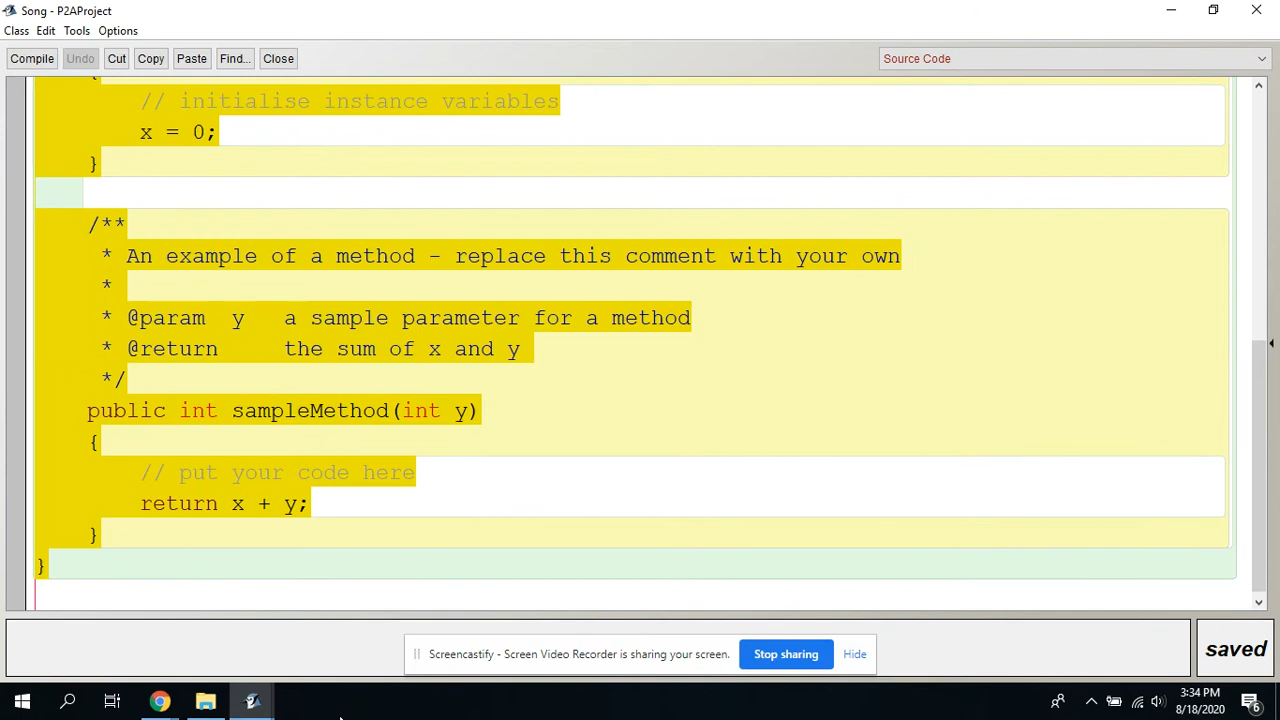 Song - P2AProject
Class Edit Tools Options
Compile Undo Cut Copy Paste Find... Close Source Code
{
// initialise instance variables
x = 0;
}
/**
* An example of a method - replace this comment with your own
*
* @param y a sample parameter for a method
* @return the sum of x and y
*/
public int sampleMethod(int y)
{
// put your code here
return x + y;
}
}
Screencastify - Screen Video Recorder is sharing your screen. Stop sharing Hide
saved
3:34 PM
8/18/2020
6